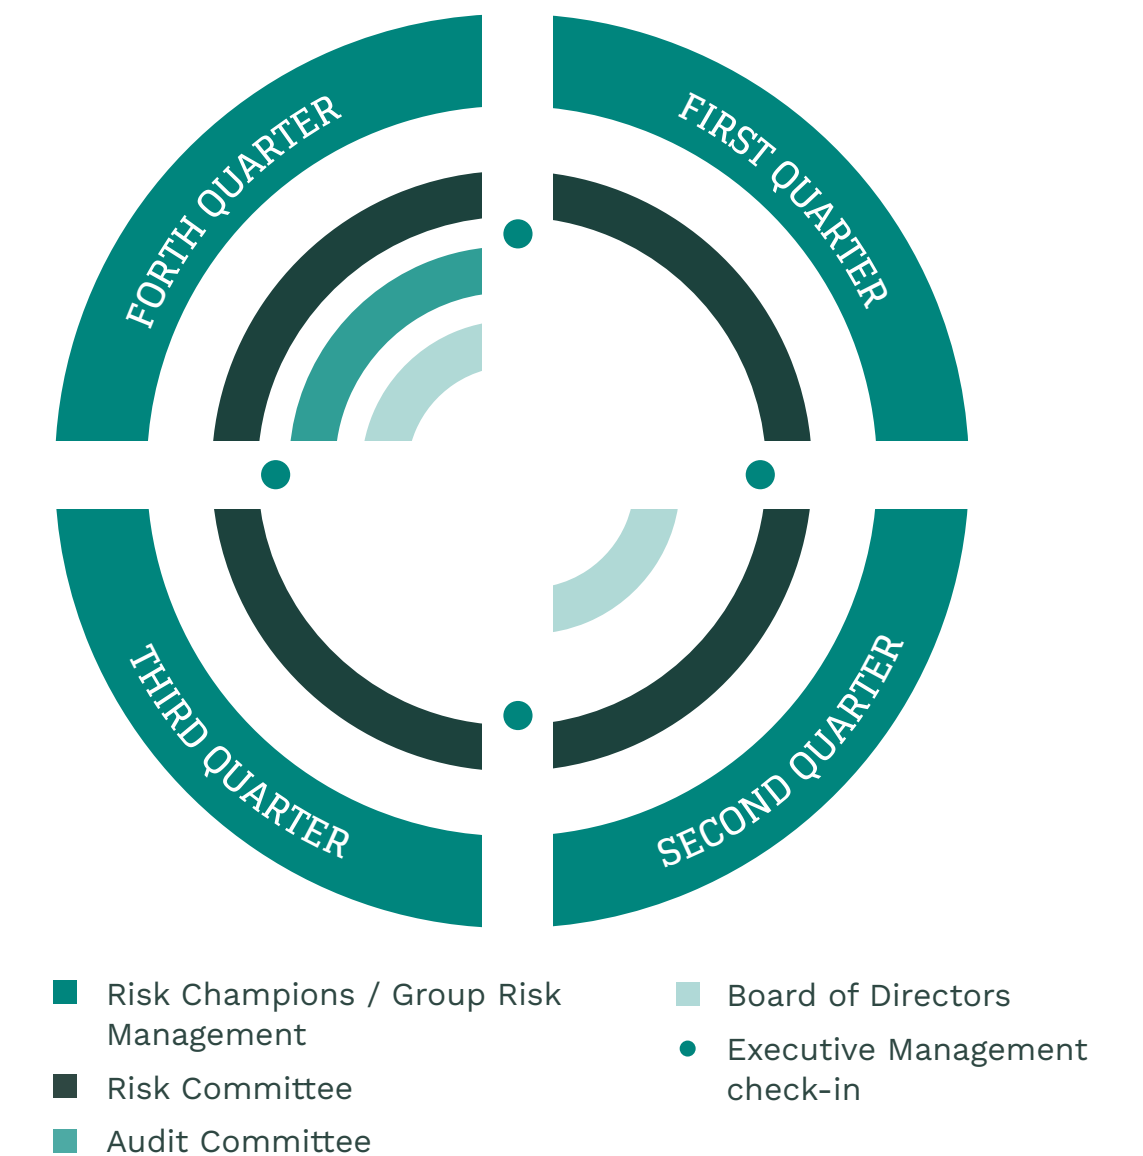 FORTH QUARTER
FIRST QUARTER
THIRD QUARTER
SECOND QUARTER
Risk Champions / Group Risk
Management
Risk Committee
Audit Committee
Board of Directors
Executive Management
check-in